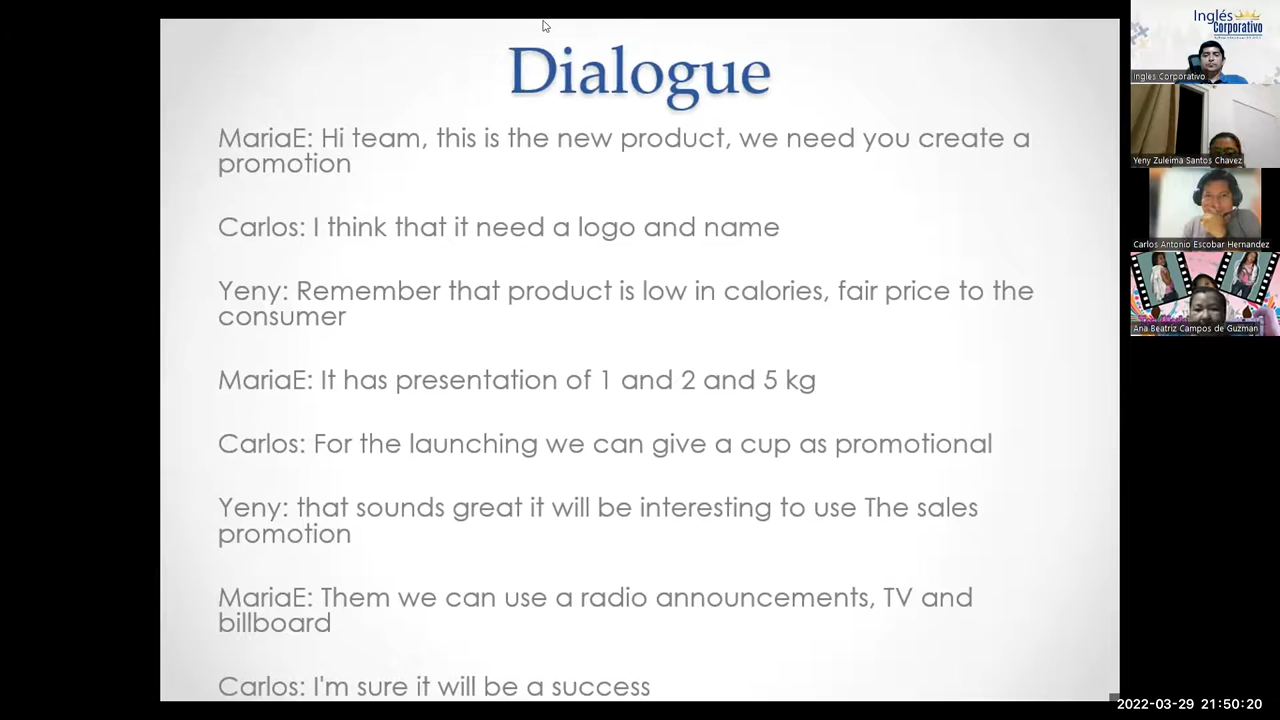 Dialogue
MariaE: Hi team, this is the new product, we need you create a
promotion
Carlos: I think that it need a logo and name
Yeny: Remember that product is low in calories, fair price to the
consumer
MariaE: It has presentation of 1 and 2 and 5 kg
Carlos: For the launching we can give a cup as promotional
Yeny: that sounds great it will be interesting to use The sales
promotion
MariaE: Them we can use a radio announcements, TV and
billboard
Carlos: I'm sure it will be a success
Inglés
Corporativo
Ingles Corporativo
Yeny Zuleima Santos Chavez
Carlos Antonio Escobar Hernandez
Ana Beatriz Campos de Guzman
2022-03-29 21:50:20